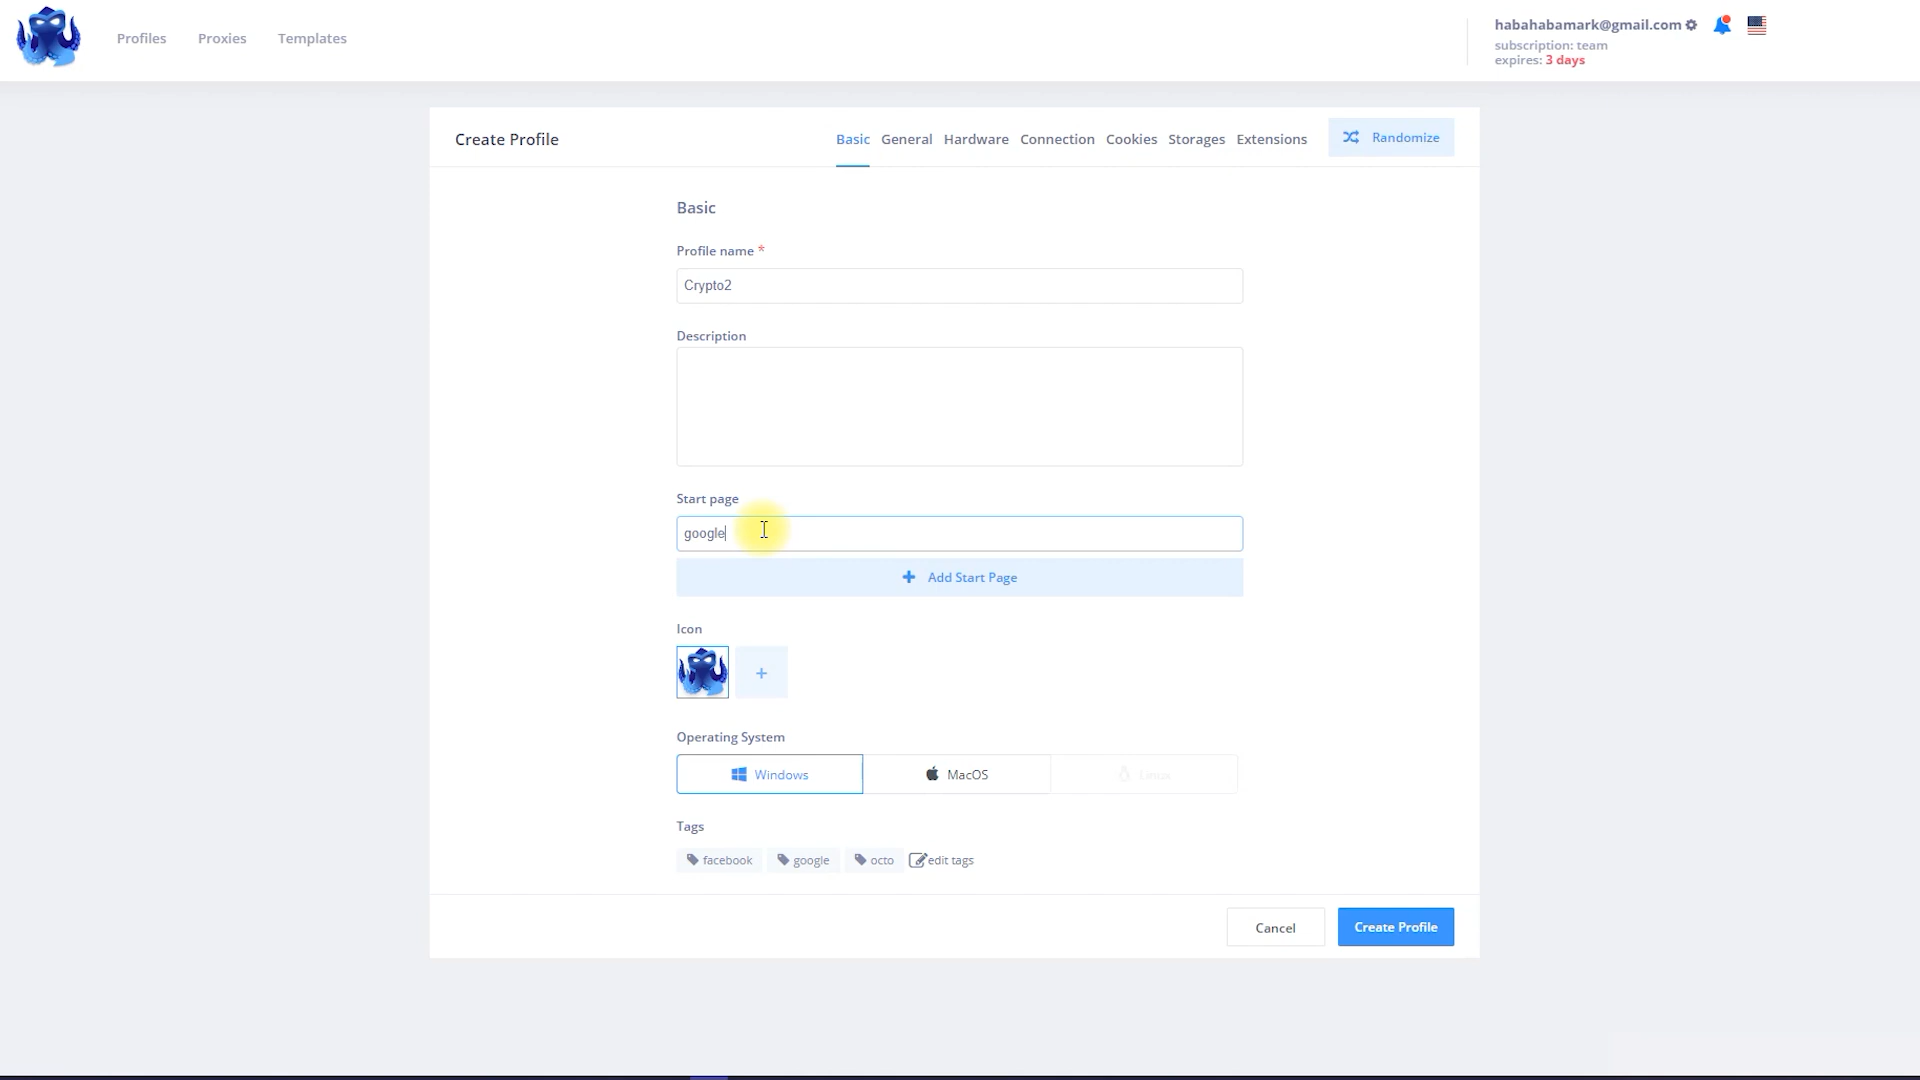 Profiles
Proxies
Templates
habahabamark@gmail.com
subscription: team
expires: 3 days
Create Profile
Basic
General
Hardware
Connection
Cookies
Storages
Extensions
Randomize
Basic
Profile name *
Crypto2
Description
Start page
google
Add Start Page
Icon
Operating System
Windows
MacOS
Linux
Tags
facebook
google
octo
edit tags
Cancel
Create Profile